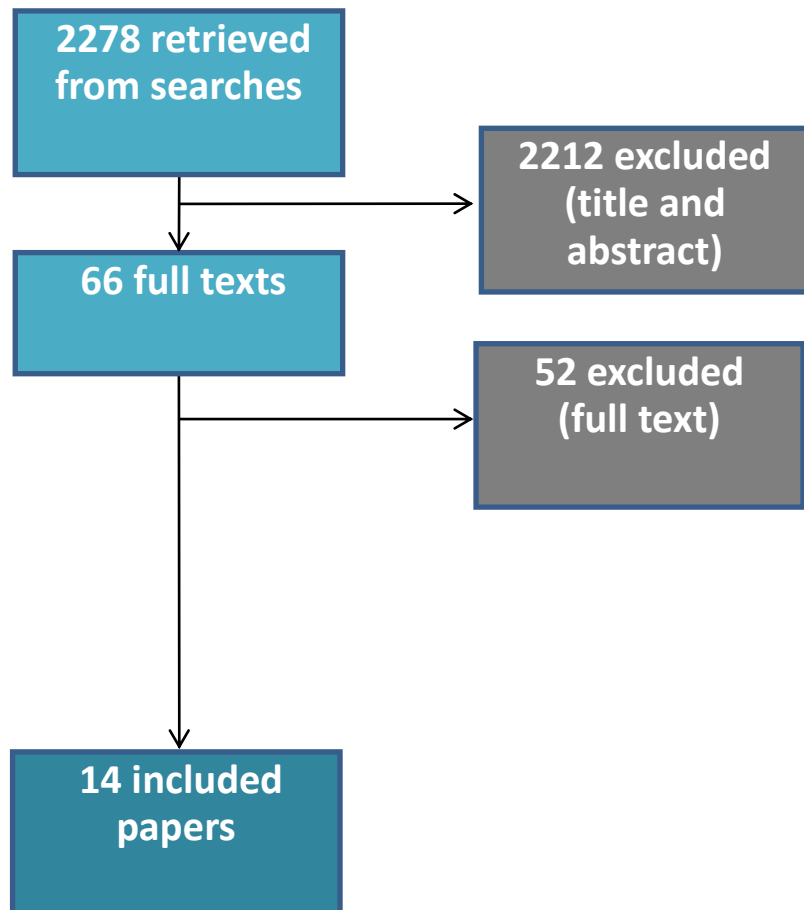 2278 retrieved
from searches
2212 excluded
(title and
abstract)
66 full texts
52 excluded
(full text)
14 included
papers